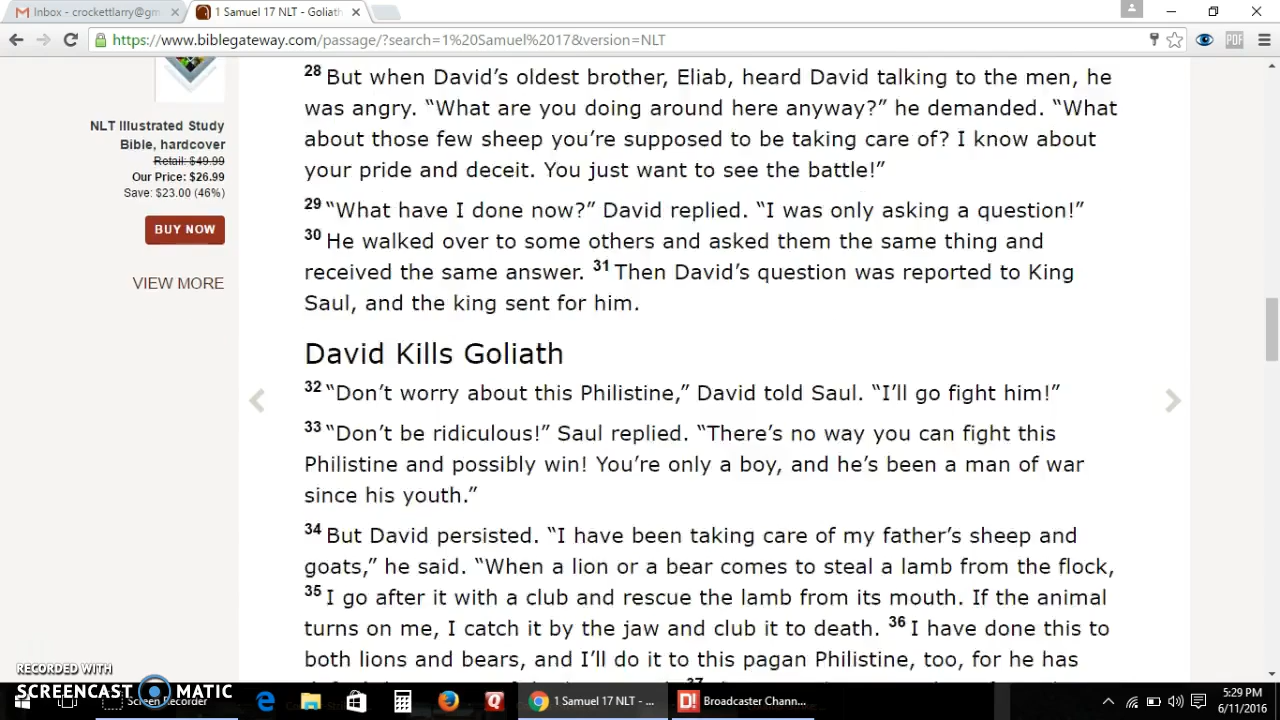 Inbox - crockettlarry@gm
1 Samuel 17 NLT - Goliath
https://www.biblegateway.com/passage/?search=1%20Samuel%2017&version=NLT
PDF
NLT Illustrated Study
Bible, hardcover
Retail: $49.99
Our Price: $26.99
Save: $23.00 (46%)
BUY NOW
VIEW MORE
28 But when David’s oldest brother, Eliab, heard David talking to the men, he
was angry. “What are you doing around here anyway?” he demanded. “What
about those few sheep you’re supposed to be taking care of? I know about
your pride and deceit. You just want to see the battle!”
29 “What have I done now?” David replied. “I was only asking a question!”
30 He walked over to some others and asked them the same thing and
received the same answer. 31 Then David’s question was reported to King
Saul, and the king sent for him.
David Kills Goliath
32 “Don’t worry about this Philistine,” David told Saul. “I’ll go fight him!”
33 “Don’t be ridiculous!” Saul replied. “There’s no way you can fight this
Philistine and possibly win! You’re only a boy, and he’s been a man of war
since his youth.”
34 But David persisted. “I have been taking care of my father’s sheep and
goats,” he said. “When a lion or a bear comes to steal a lamb from the flock,
35 I go after it with a club and rescue the lamb from its mouth. If the animal
turns on me, I catch it by the jaw and club it to death. 36 I have done this to
both lions and bears, and I’ll do it to this pagan Philistine, too, for he has
37
RECORDED WITH
SCREENCAST MATIC
Screen Recorder
1 Samuel 17 NLT - ...
D! Broadcaster Chann...
5:29 PM
6/11/2016